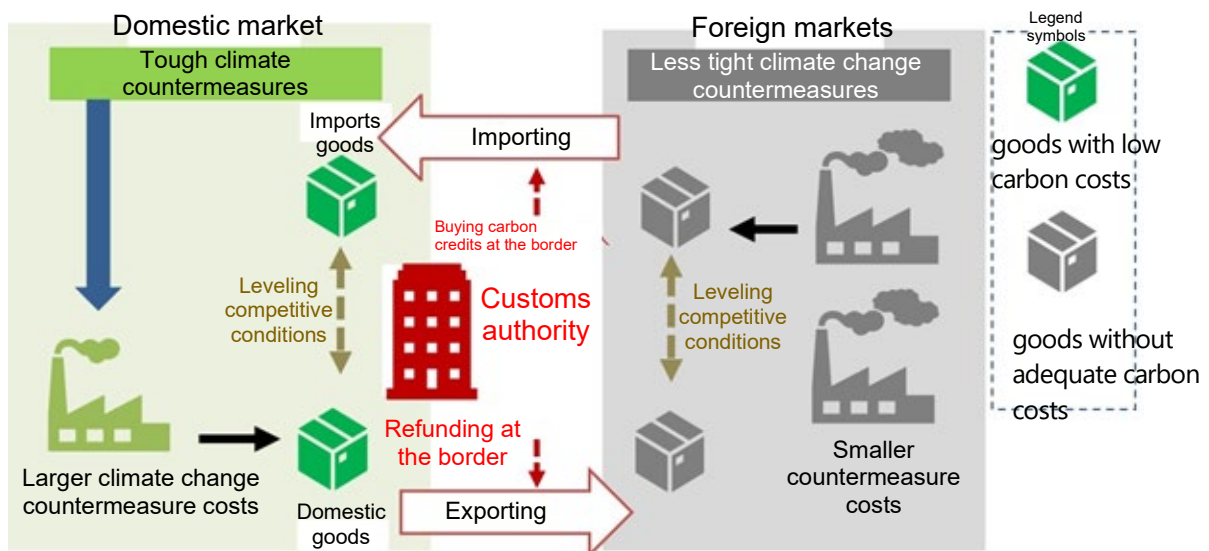 Domestic market
Tough climate
countermeasures
Imports
goods
Importing
Buying carbon
credits at the border
Leveling
competitive
conditions
Customs
authority
Refunding at
the border
Larger climate change
countermeasure costs
Domestic
goods
Exporting
Foreign markets
Less tight climate change
countermeasures
Leveling
competitive
conditions
Smaller
countermeasure
costs
Legend
symbols
goods with low
carbon costs
goods without
adequate carbon
costs